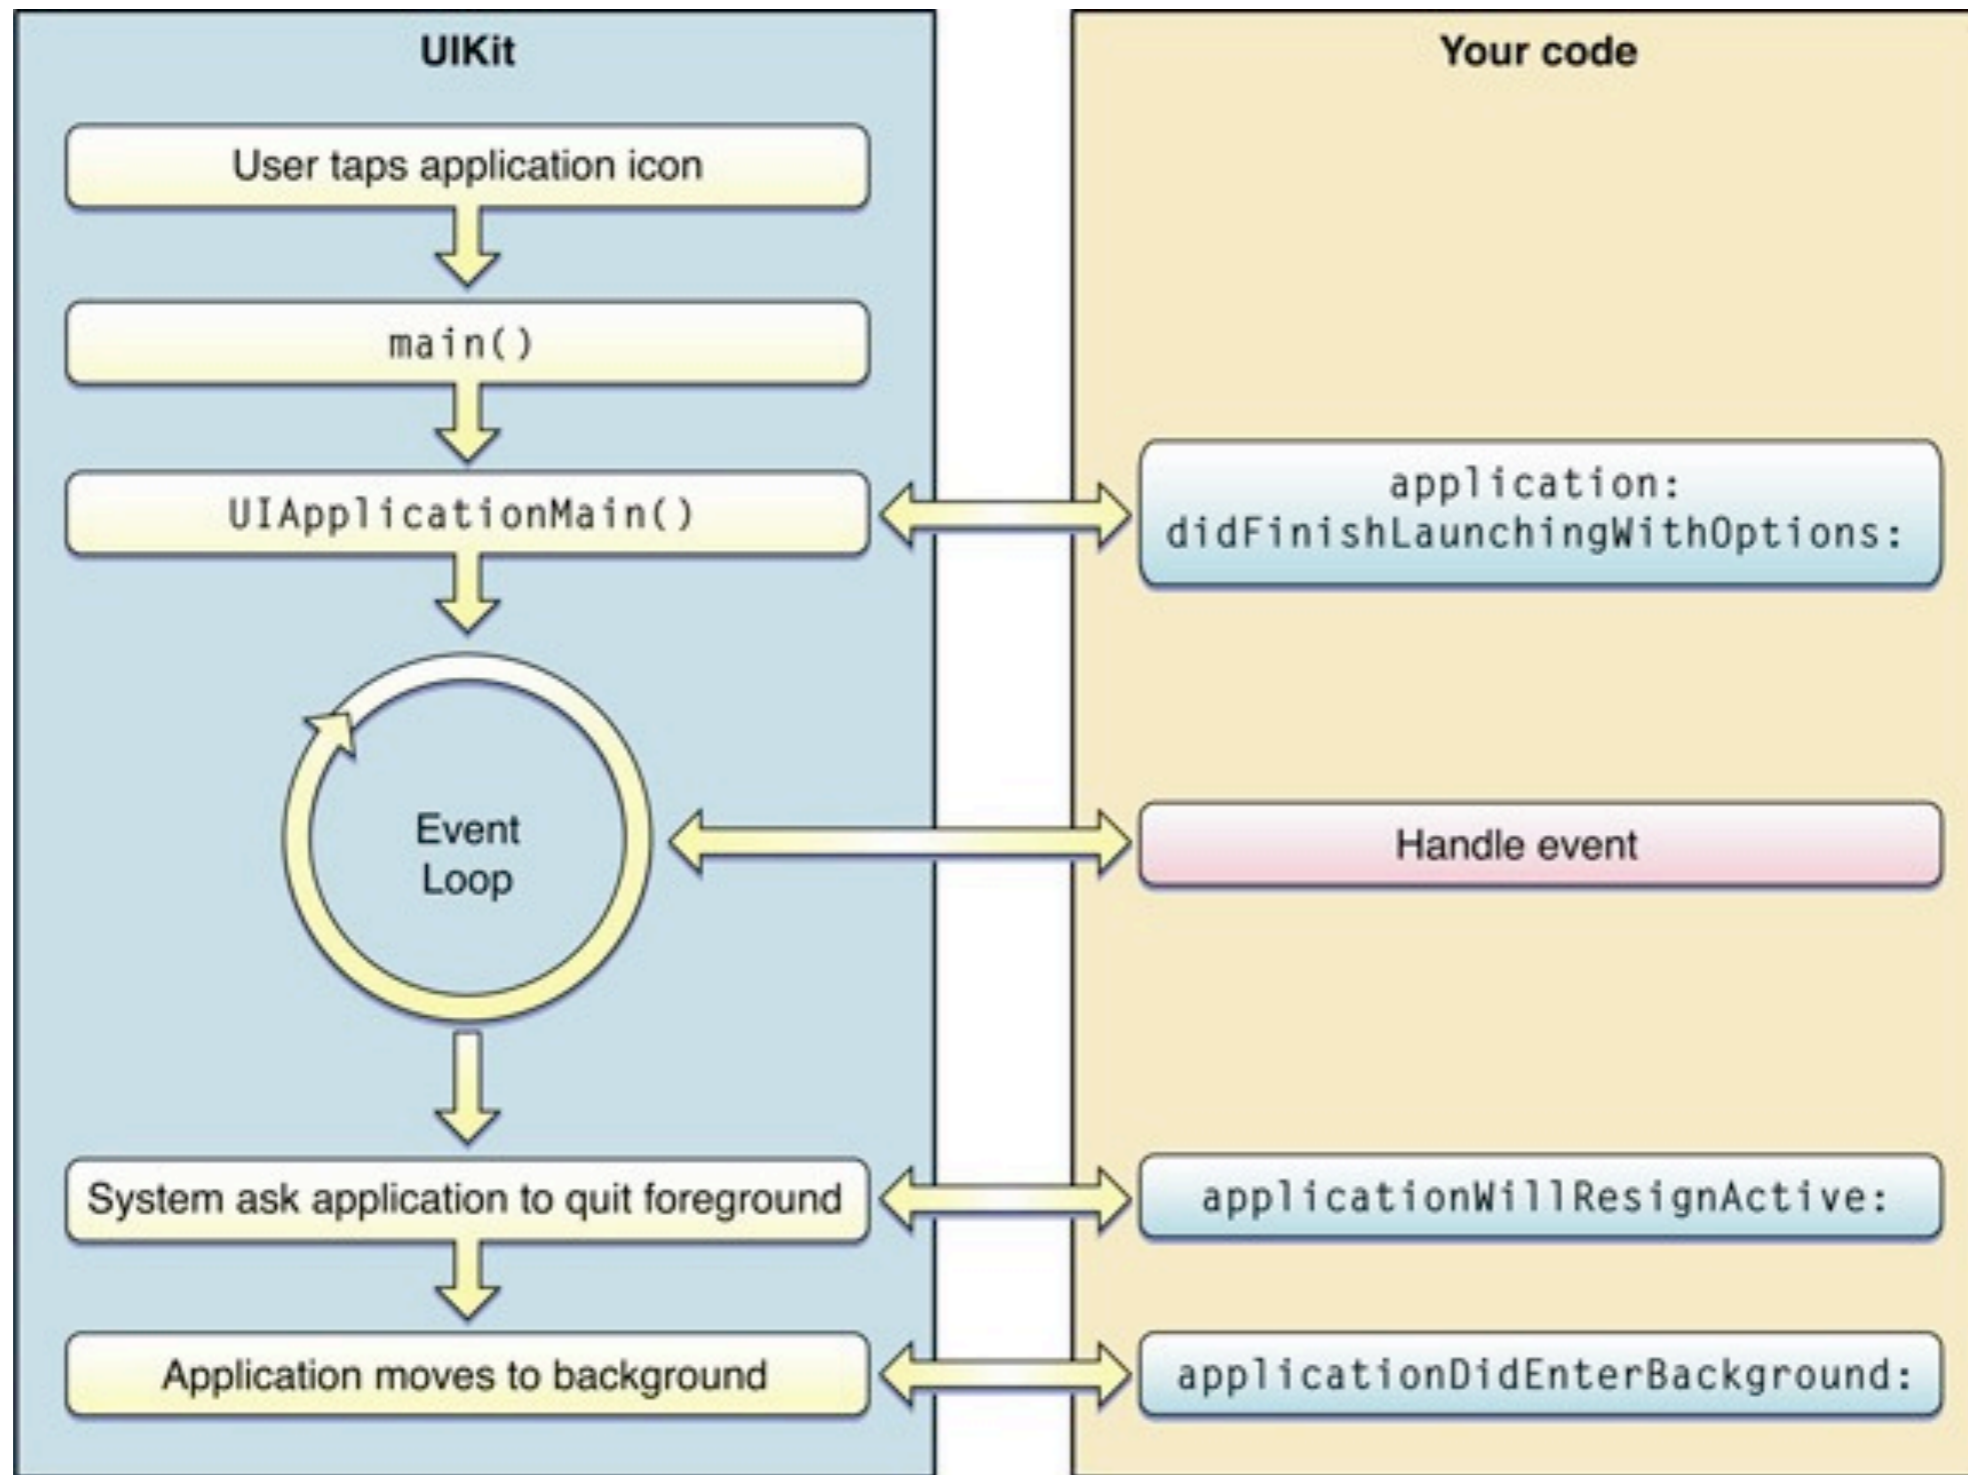 UIKit
User taps application icon
main()
UIApplicationMain()
Event
Loop
System ask application to quit foreground
Application moves to background
Your code
application:
didFinishLaunchingWithOptions:
Handle event
applicationWillResignActive:
applicationDidEnterBackground: